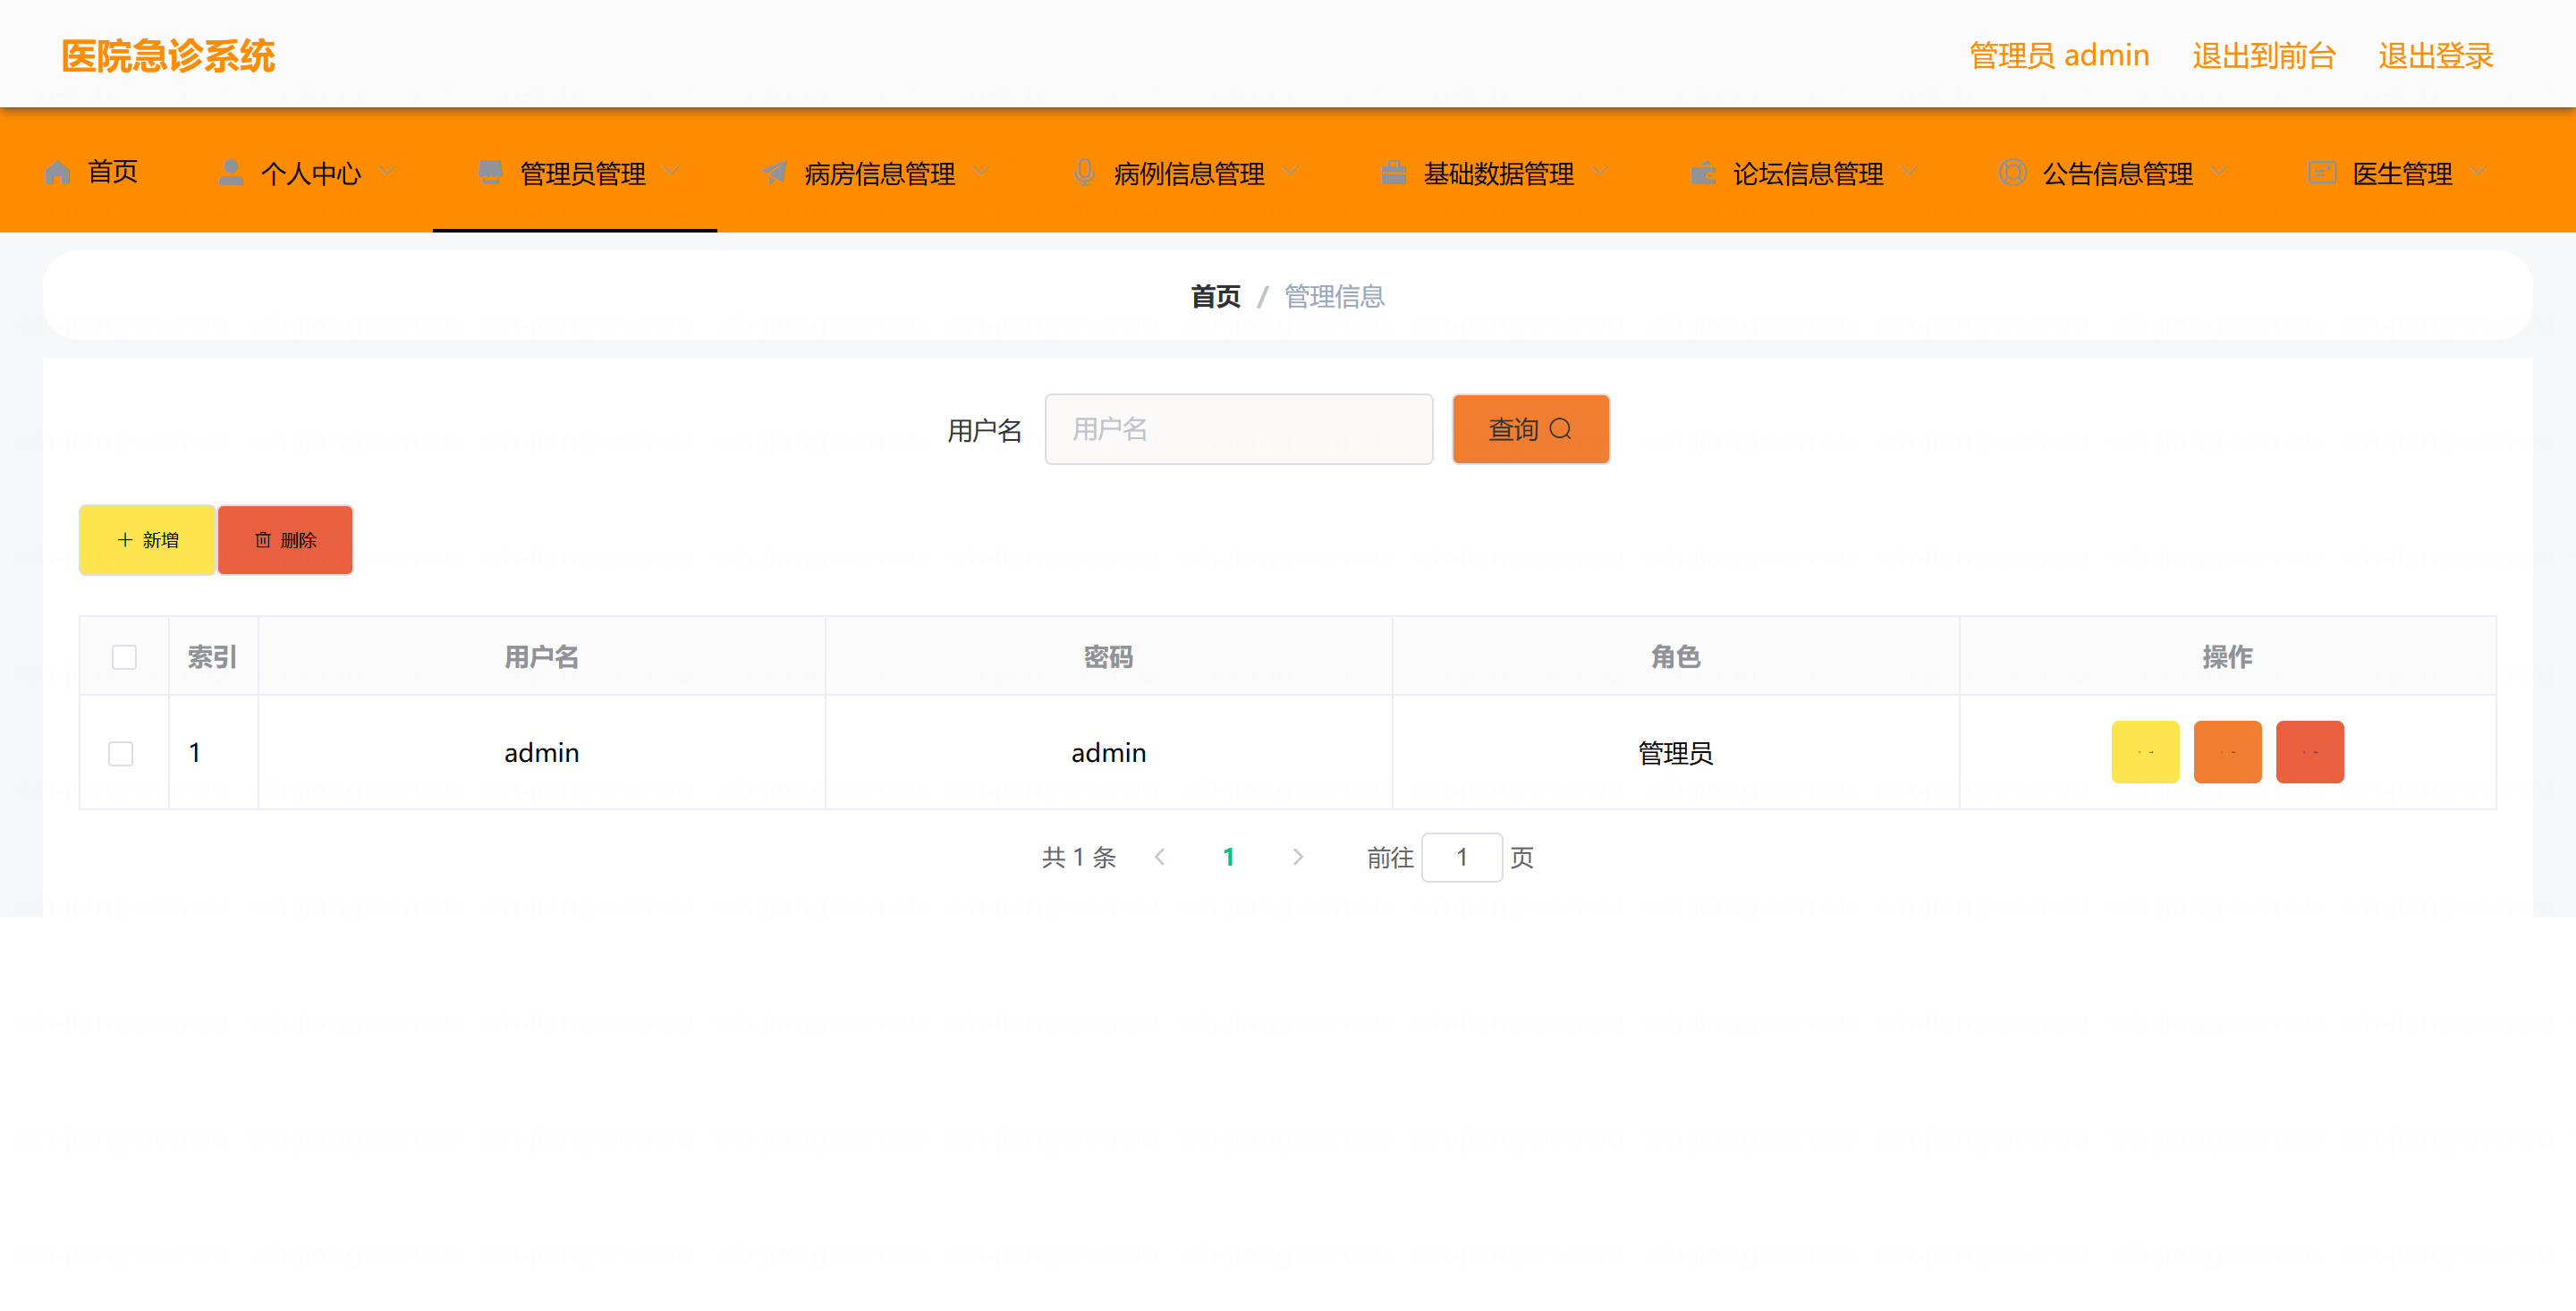 医院急诊系统 管理员 admin 退出到前台 退出登录
首页 个人中心 管理员管理 病房信息管理 病例信息管理 基础数据管理 论坛信息管理 公告信息管理 医生管理
首页 / 管理信息
用户名 用户名 查询
新增 删除
索引 用户名 密码 角色 操作
1 admin admin 管理员
共 1 条 1 前往 1 页